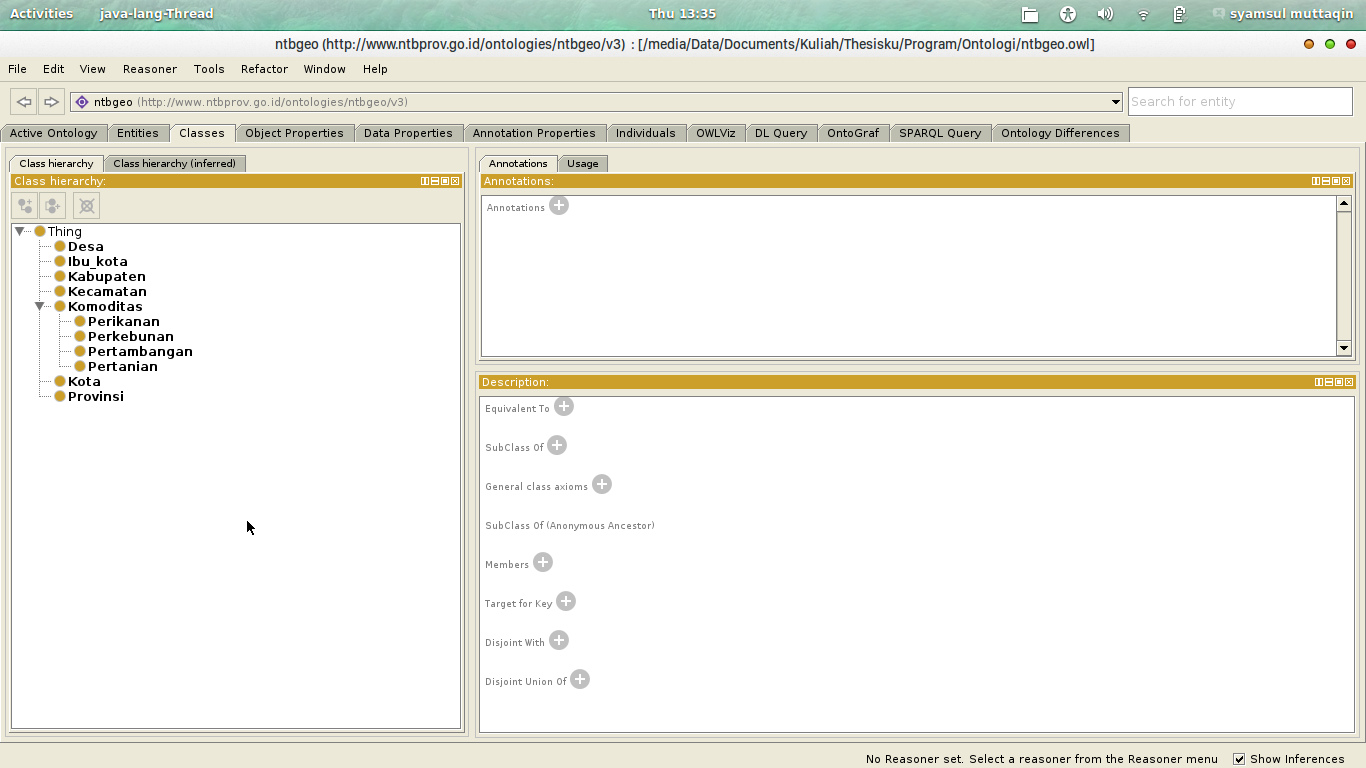 Activities java-lang-Thread Thu 13:35 syamsul muttaqin
ntbgeo (http://www.ntbprov.go.id/ontologies/ntbgeo/v3) : [/media/Data/Documents/Kuliah/Thesisku/Program/Ontologi/ntbgeo.owl]
File Edit View Reasoner Tools Refactor Window Help
ntbgeo (http://www.ntbprov.go.id/ontologies/ntbgeo/v3) Search for entity
Active Ontology Entities Classes Object Properties Data Properties Annotation Properties Individuals OWLViz DL Query OntoGraf SPARQL Query Ontology Differences
Class hierarchy Class hierarchy (inferred)
Class hierarchy:
Thing
Desa
Ibu_kota
Kabupaten
Kecamatan
Komoditas
Perikanan
Perkebunan
Pertambangan
Pertanian
Kota
Provinsi
Annotations Usage
Annotations:
Annotations
Description:
Equivalent To
SubClass Of
General class axioms
SubClass Of (Anonymous Ancestor)
Members
Target for Key
Disjoint With
Disjoint Union Of
No Reasoner set. Select a reasoner from the Reasoner menu Show Inferences